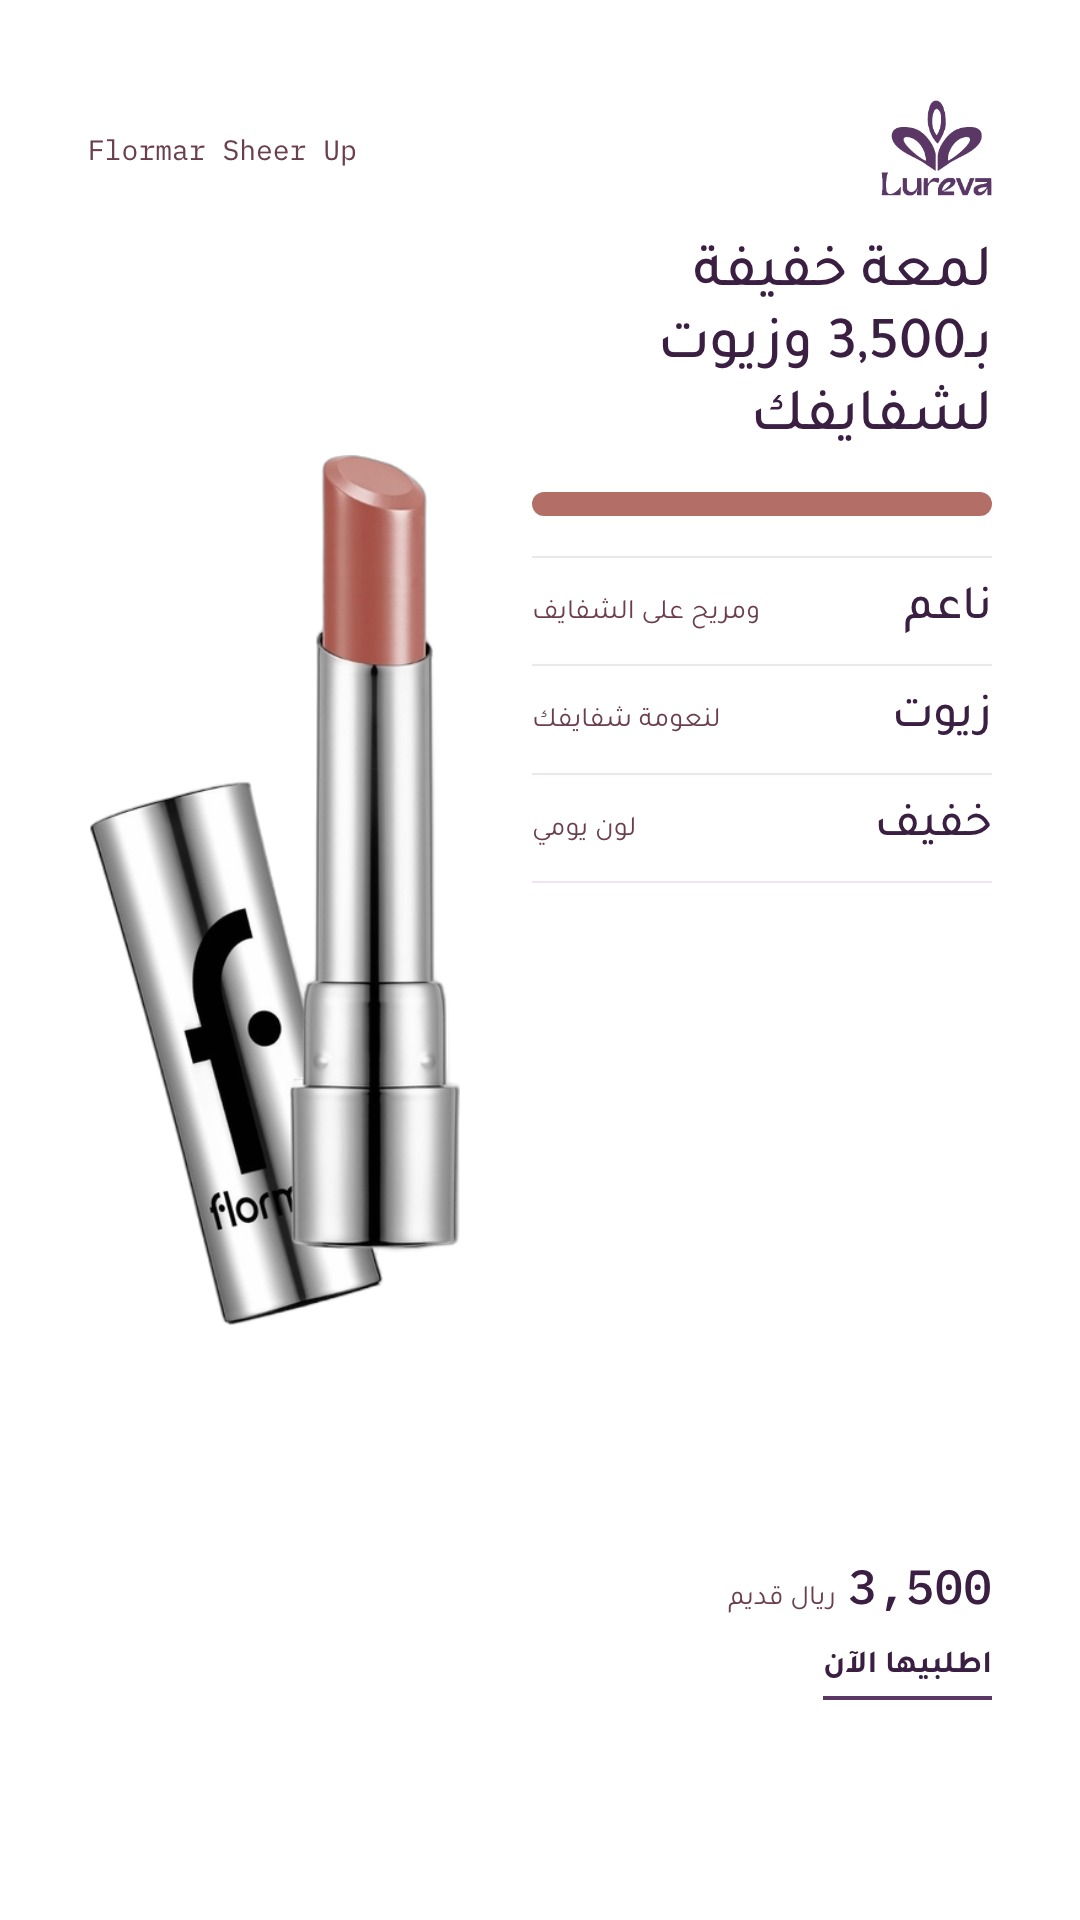 Flormar Sheer Up
Lureva
لمعة خفيفة
بـ3,500 وزيوت
لشفايفك
ناعم ومريح على الشفايف
زيوت لنعومة شفايفك
خفيف لون يومي
f
florm
3,500 ريال قديم
اطلبيها الآن